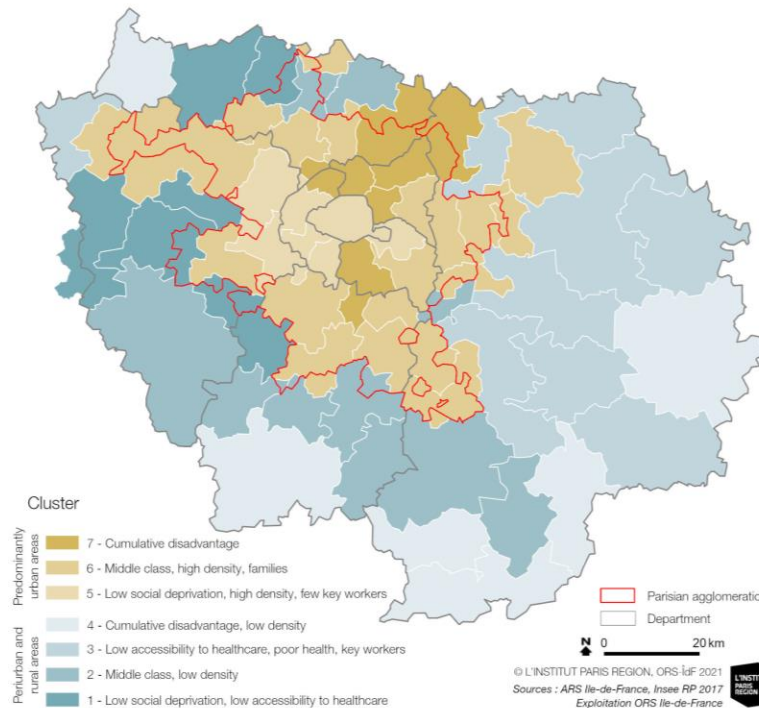 Cluster
Predominantly
urban areas
7 - Cumulative disadvantage
6 - Middle class, high density, families
5 - Low social deprivation, high density, few key workers
Periurban and
rural areas
4 - Cumulative disadvantage, low density
3 - Low accessibility to healthcare, poor health, key workers
2 - Middle class, low density
1 - Low social deprivation, low accessibility to healthcare
Parisian agglomeration
Department
N 0 20 km
© L'INSTITUT PARIS REGION, ORS-ÎdF 2021
Sources : ARS Ile-de-France, Insee RP 2017
Exploitation ORS Ile-de-France
L'INSTIT
PARIS
REGION